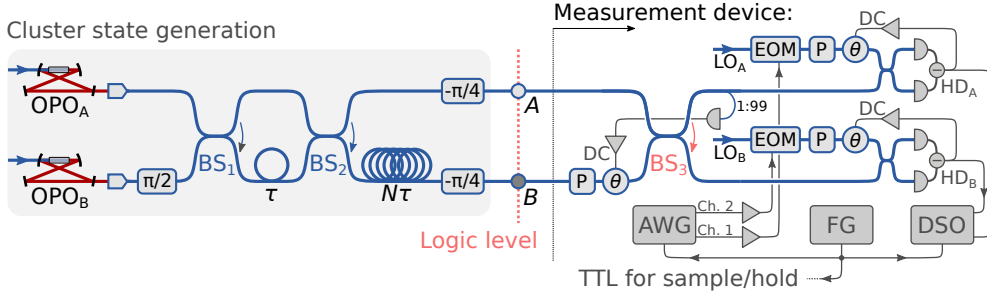 Cluster state generation
Measurement device:
OPO_A
OPO_B
π/2
BS_1
τ
BS_2
Nτ
-π/4
-π/4
A
B
Logic level
P
θ
DC
BS_3
1:99
LO_A
EOM
P
θ
DC
HD_A
LO_B
EOM
P
θ
DC
HD_B
AWG
Ch. 2
Ch. 1
FG
DSO
TTL for sample/hold